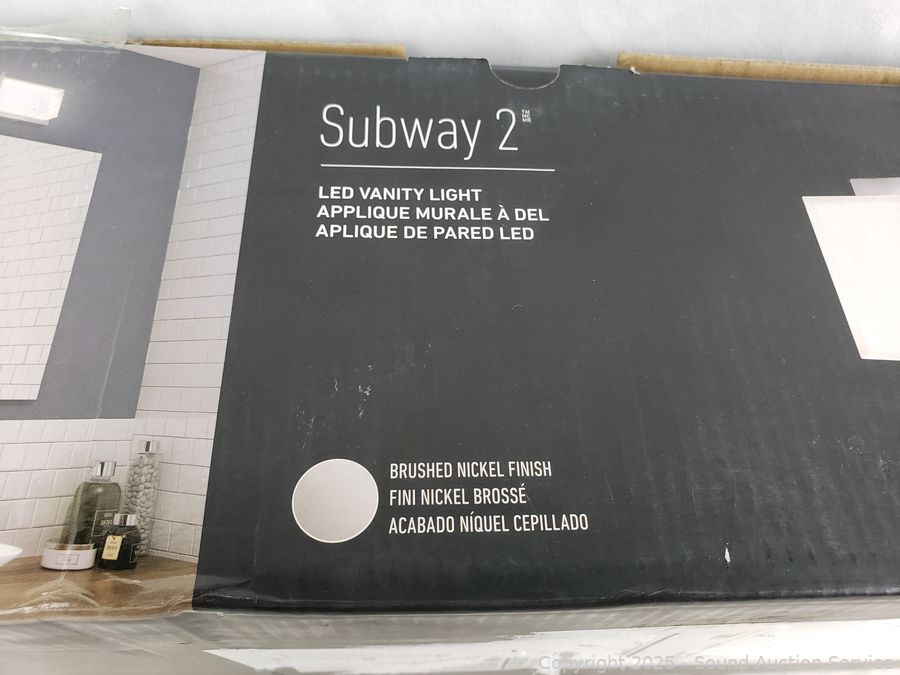 Subway 2
TM
MC
MR
LED VANITY LIGHT
APPLIQUE MURALE À DEL
APLIQUE DE PARED LED
BRUSHED NICKEL FINISH
FINI NICKEL BROSSÉ
ACABADO NÍQUEL CEPILLADO
Copyright 2025 - Sound Auction Service